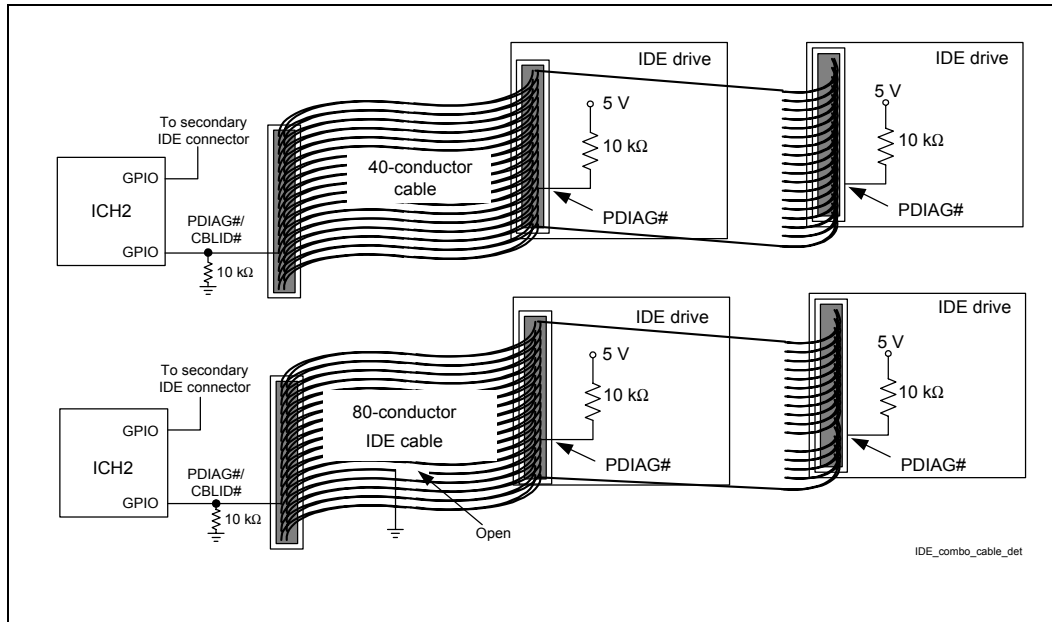 IDE drive
IDE drive
5 V
5 V
To secondary
IDE connector
10 kΩ
10 kΩ
40-conductor
cable
GPIO
ICH2
PDIAG#/
CBLID#
PDIAG#
PDIAG#
GPIO
10 kΩ
IDE drive
IDE drive
5 V
5 V
To secondary
IDE connector
10 kΩ
10 kΩ
80-conductor
IDE cable
GPIO
ICH2
PDIAG#/
CBLID#
PDIAG#
PDIAG#
GPIO
10 kΩ
Open
IDE_combo_cable_det